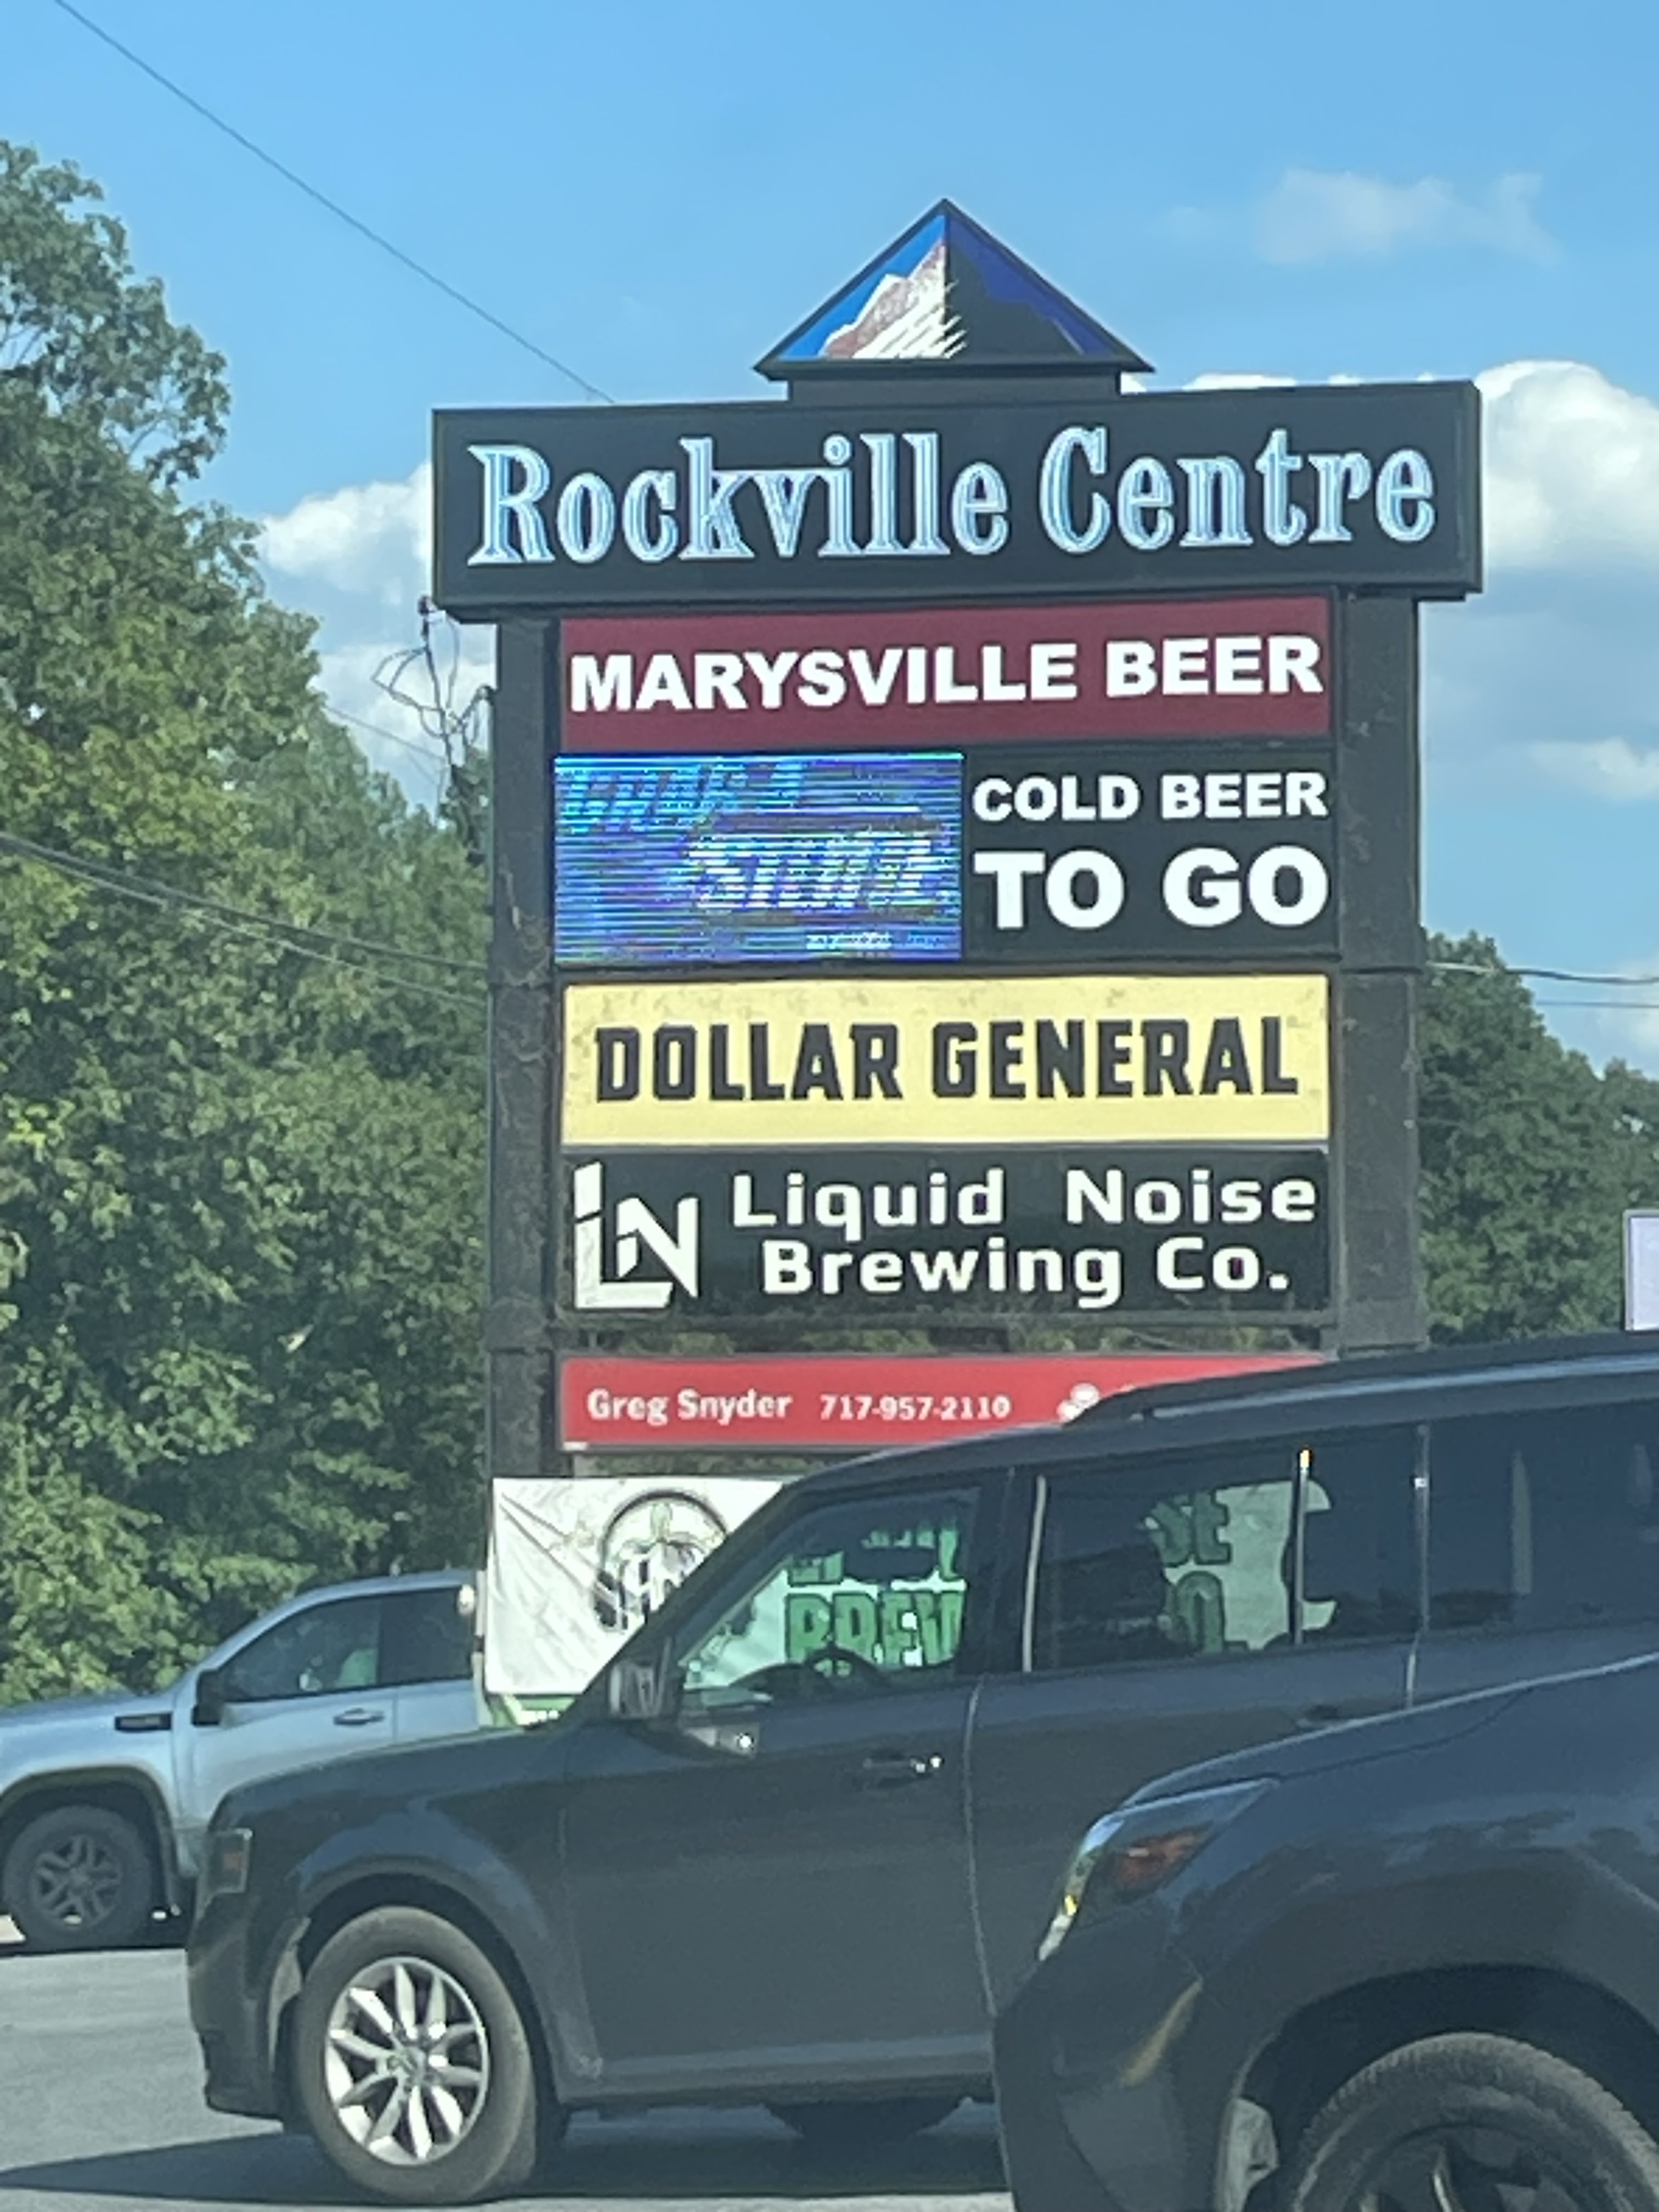 Rockville Centre
MARYSVILLE BEER
COLD BEER
TO GO
DOLLAR GENERAL
LN
Liquid Noise
Brewing Co.
Greg Snyder 717-957-2110